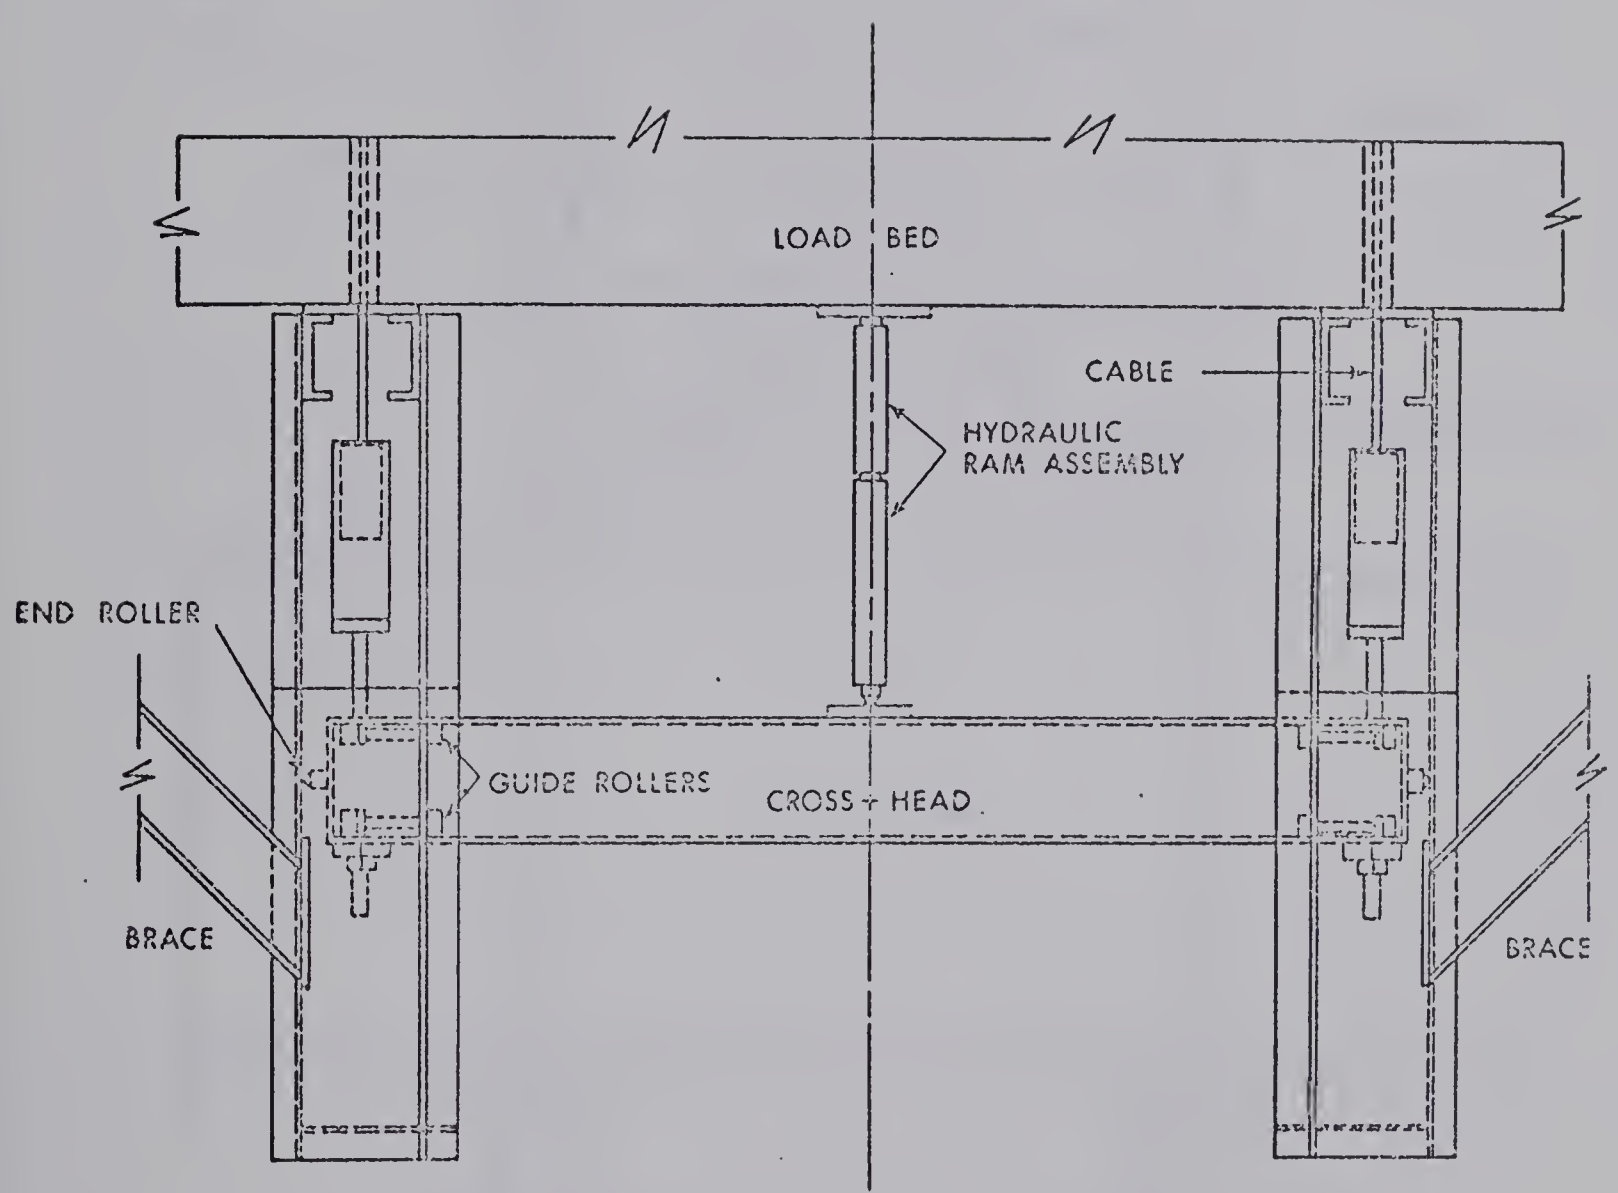 LOAD BED
CABLE
HYDRAULIC
RAM ASSEMBLY
END ROLLER
GUIDE ROLLERS
CROSS-HEAD
BRACE
BRACE